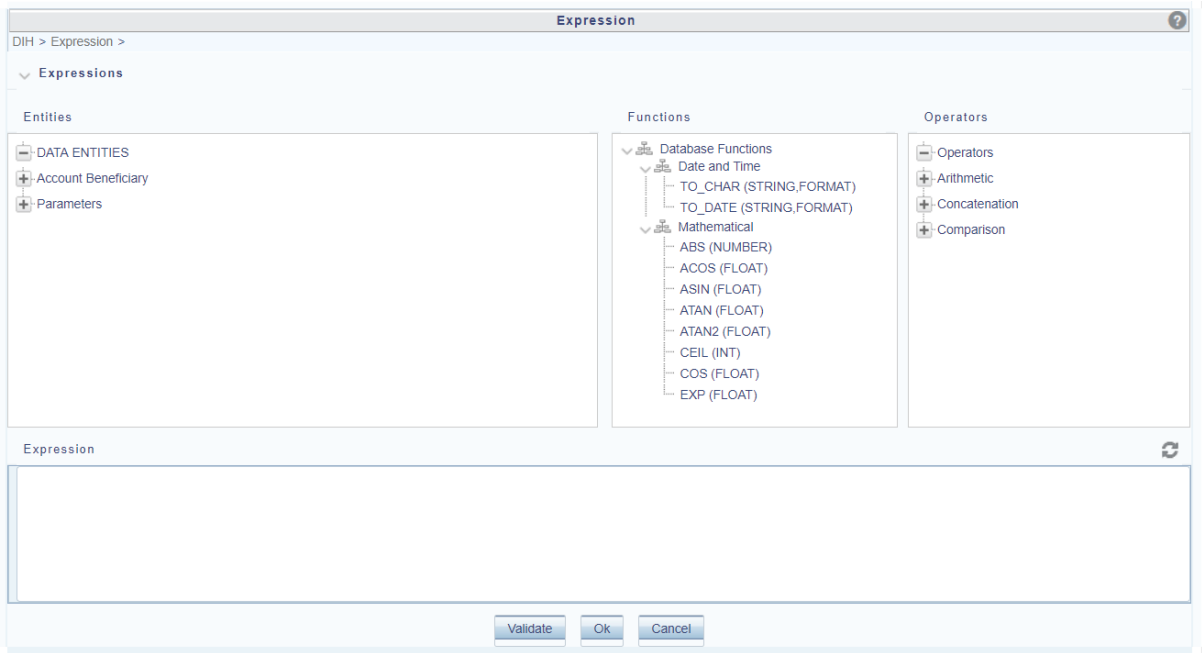 Expression
?
DIH > Expression >
Expressions
Entities
DATA ENTITIES
Account Beneficiary
Parameters
Functions
Database Functions
Date and Time
TO_CHAR (STRING,FORMAT)
TO_DATE (STRING,FORMAT)
Mathematical
ABS (NUMBER)
ACOS (FLOAT)
ASIN (FLOAT)
ATAN (FLOAT)
ATAN2 (FLOAT)
CEIL (INT)
COS (FLOAT)
EXP (FLOAT)
Operators
Operators
Arithmetic
Concatenation
Comparison
Expression
Validate
Ok
Cancel